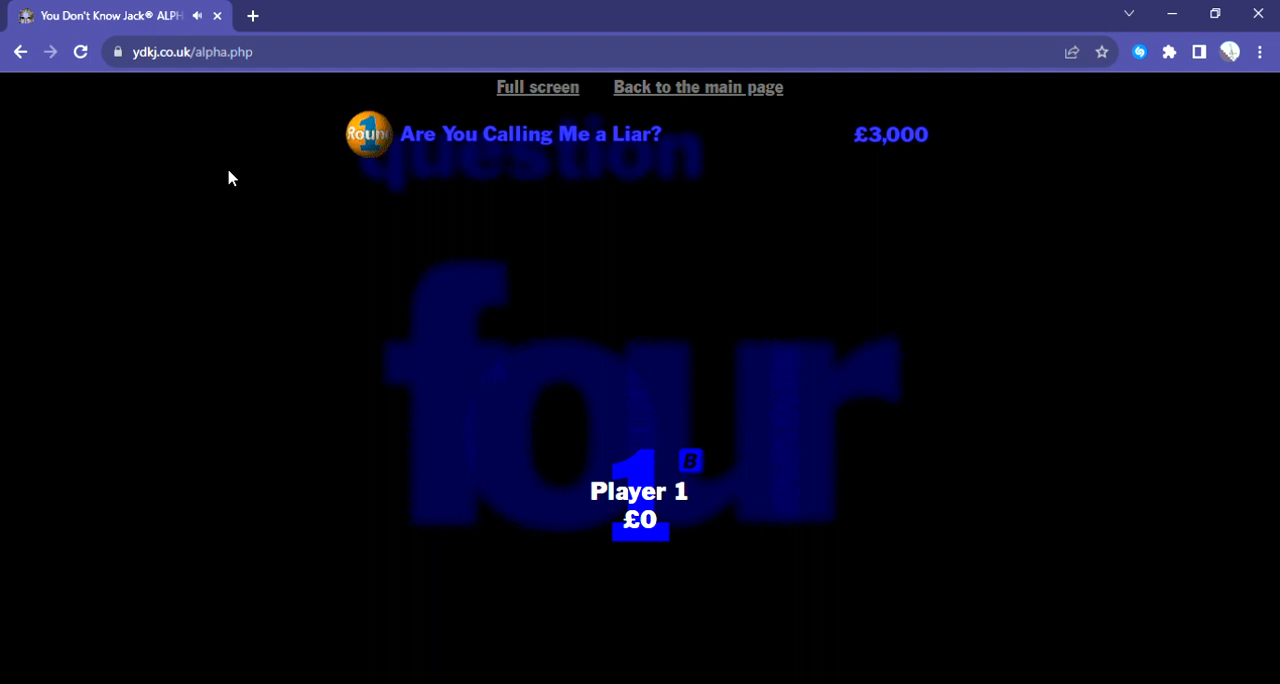 You Don't Know Jack® ALPH
ydkj.co.uk/alpha.php
Full screen Back to the main page
Round 1 Are You Calling Me a Liar? £3,000
question
four
1 B
Player 1
£0